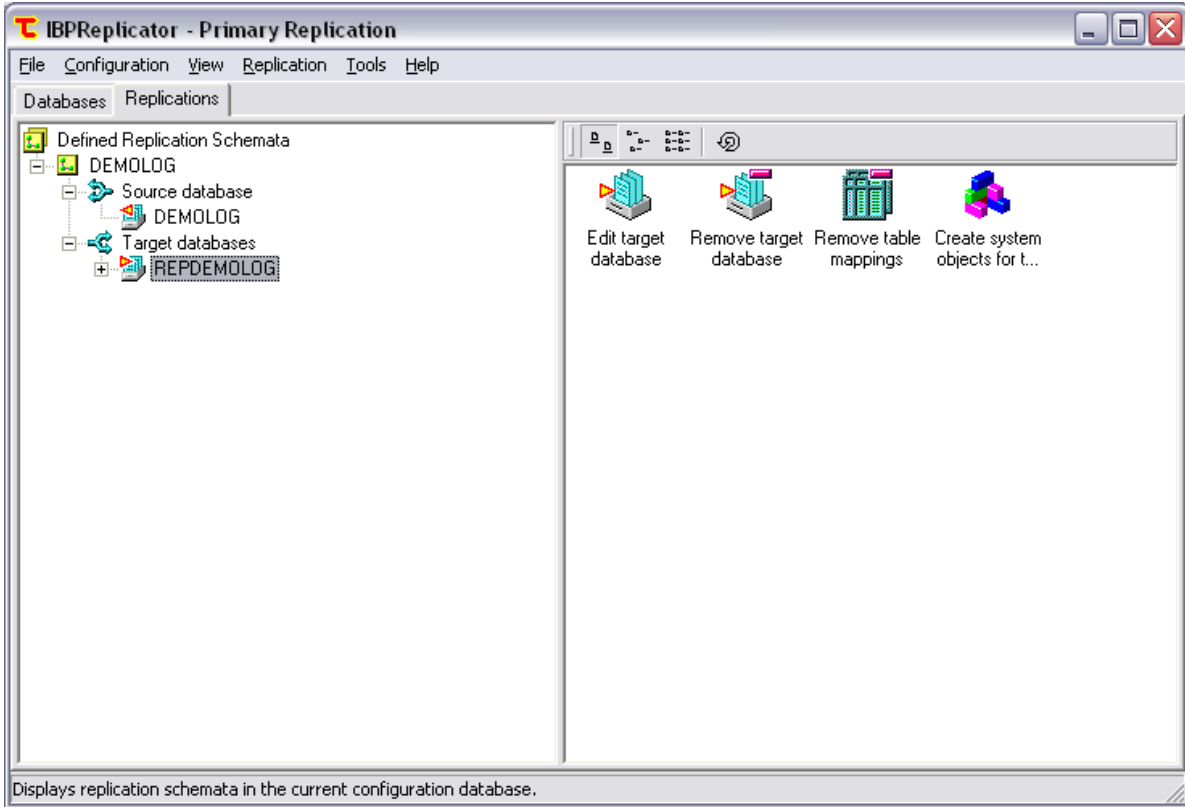 IBPReplicator - Primary Replication
File Configuration View Replication Tools Help
Databases Replications
Defined Replication Schemata
DEMOLOG
Source database
DEMOLOG
Target databases
REPDEMOLOG
Edit target database
Remove target database
Remove table mappings
Create system objects for t...
Displays replication schemata in the current configuration database.